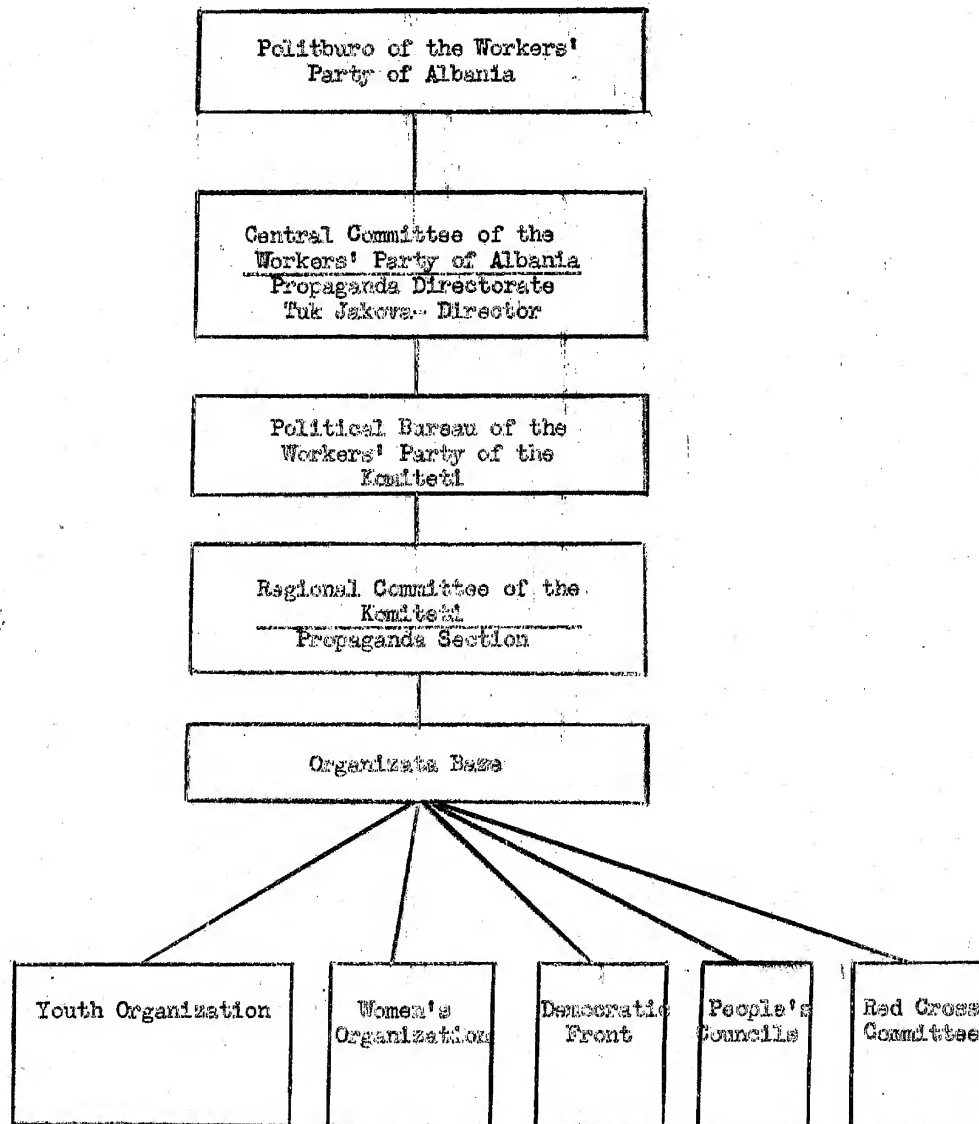 Politburo of the Workers'
Party of Albania
Central Committee of the
Workers' Party of Albania
Propaganda Directorate
Tuk Jakova- Director
Political Bureau of the
Workers' Party of the
Komiteti
Regional Committee of the
Komiteti
Propaganda Section
Organizata Baze
Youth Organization
Women's
Organization
Democratic
Front
People's
Councils
Red Cross
Committee